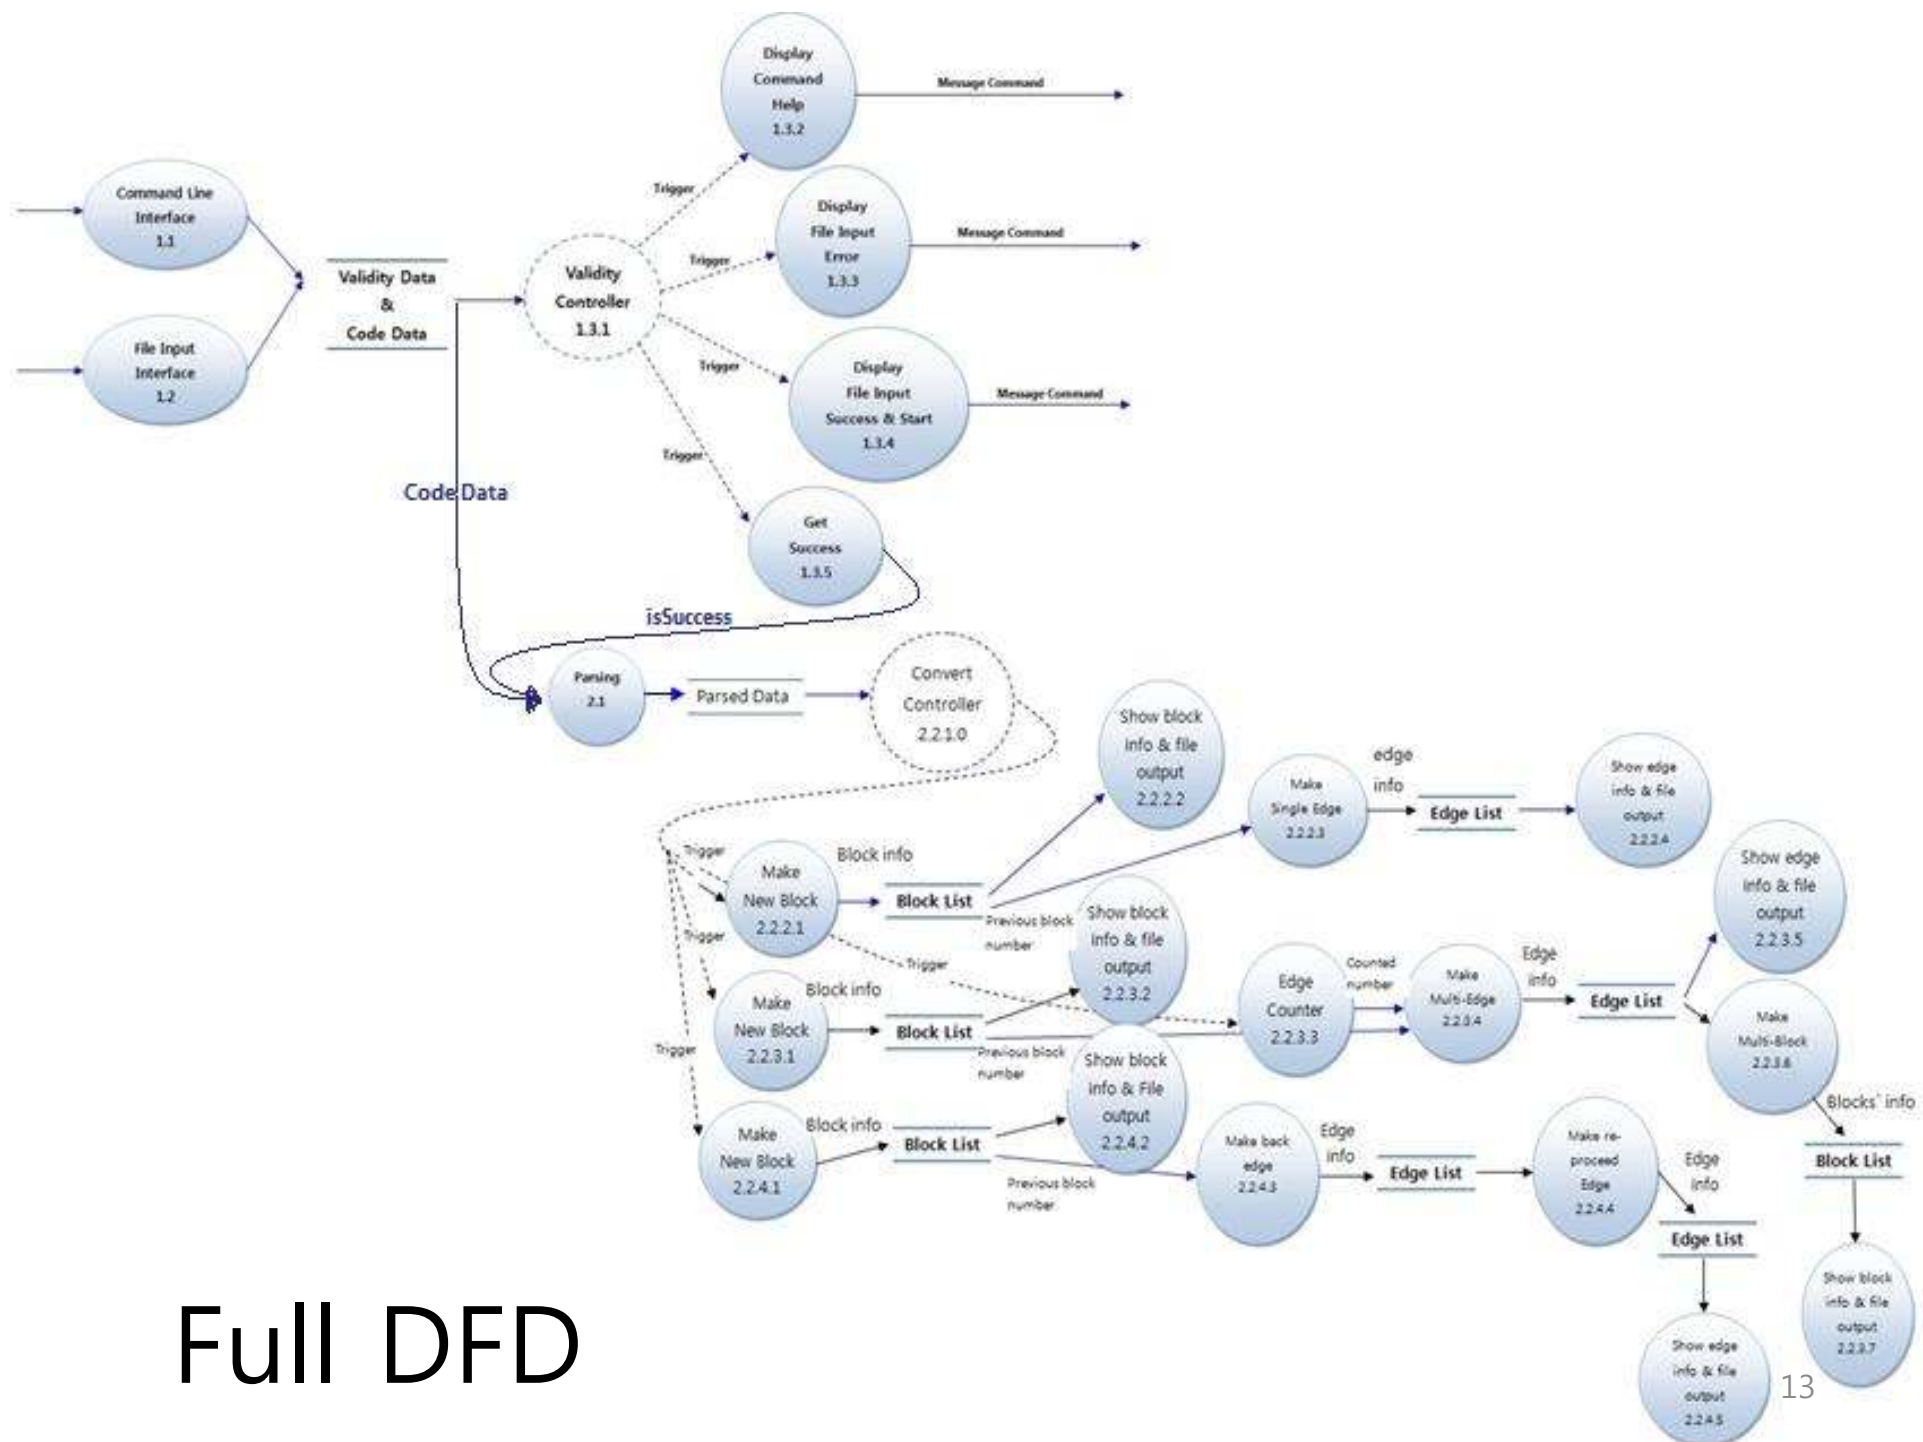 Display
Command
Help
1.3.2
Message Command
Command Line
Interface
1.1
Trigger
Display
File Input
Error
1.3.3
Message Command
Trigger
Validity Data
&
Code Data
Validity
Controller
1.3.1
File Input
Interface
1.2
Trigger
Display
File Input
Success & Start
1.3.4
Message Command
Trigger
Code Data
Get
Success
1.3.5
isSuccess
Parsing
2.1
Parsed Data
Convert
Controller
2.2.1.0
Show block
info & file
output
2.2.2.2
Make
Single Edge
2.2.2.3
edge
info
Edge List
Show edge
info & file
output
2.2.2.4
Trigger
Make
New Block
2.2.2.1
Block info
Block List
Previous block
number
Show block
info & file
output
2.2.3.2
Show edge
info & file
output
2.2.3.5
Trigger
Trigger
Make
New Block
2.2.3.1
Block info
Block List
Previous block
number
Edge
Counter
2.2.3.3
Counted
number
Make
Multi-Edge
2.2.3.4
Edge
info
Edge List
Make
Multi-Block
2.2.3.6
Trigger
Show block
info & File
output
2.2.4.2
Blocks` info
Make
New Block
2.2.4.1
Block info
Block List
Previous block
number
Make back
edge
2.2.4.3
Edge
info
Edge List
Make re-
proceed
Edge
2.2.4.4
Edge
info
Block List
Edge List
Show block
info & file
output
2.2.3.7
Show edge
info & file
output
2.2.4.5
Full DFD
13